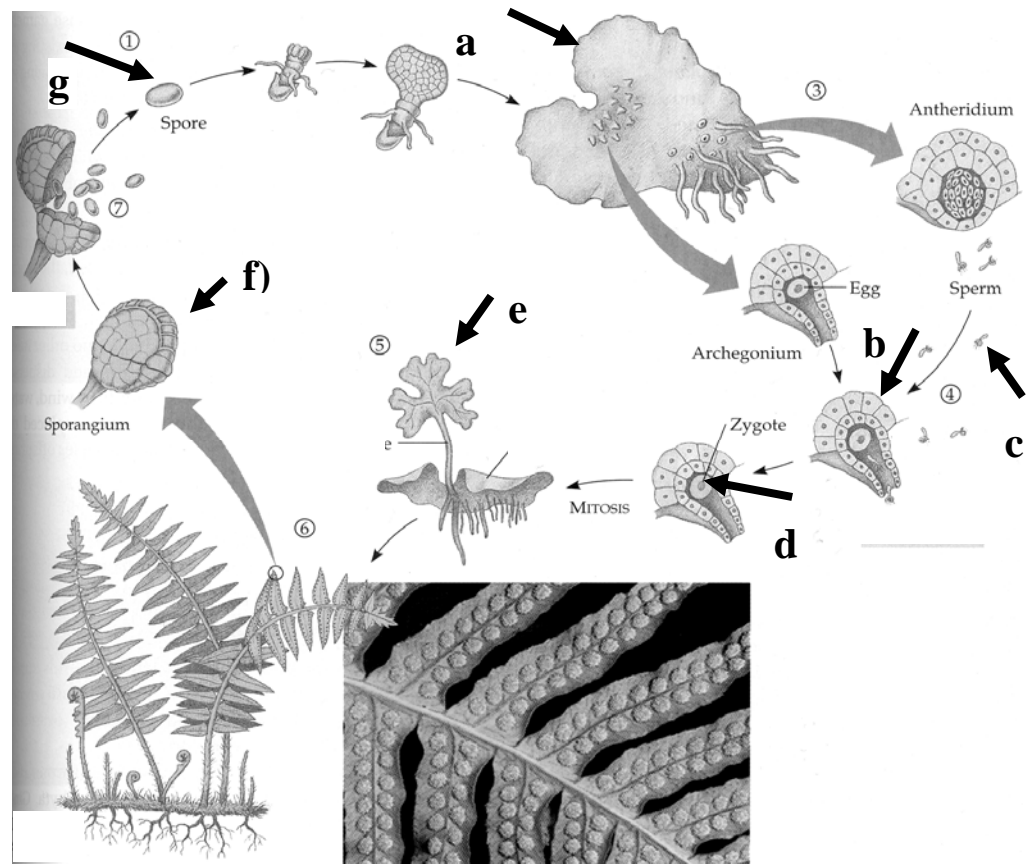 ①
a
g
Spore
③
Antheridium
⑦
Egg
Sperm
f)
e
Archegonium
b
⑤
④
Sporangium
Zygote
c
e
MITOSIS
d
⑥